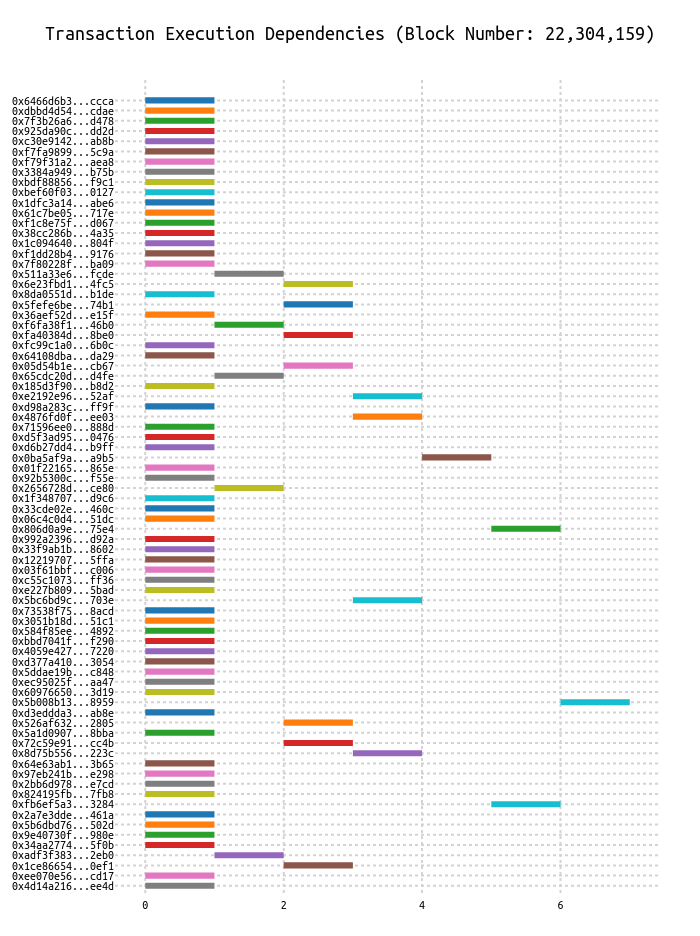 Transaction Execution Dependencies (Block Number: 22,304,159)
0x6466d6b3...ccca
0xdbbd4d54...cdae
0x7f3b26a6...d478
0x925da90c...dd2d
0xc30e9142...ab8b
0xf7fa9899...5c9a
0xf79f31a2...aea8
0x3384a949...b75b
0xbdf88856...f9c1
0xbef60f03...0127
0x1dfc3a14...abe6
0x61c7be05...717e
0xf1c8e75f...d067
0x38cc286b...4a35
0x1c094640...804f
0xf1dd28b4...9176
0x7f80228f...ba09
0x511a33e6...fcde
0x6e23fbd1...4fc5
0x8da0551d...b1de
0x5fefe6be...74b1
0x36aef52d...e15f
0xf6fa38f1...46b0
0xfa40384d...8be0
0xfc99c1a0...6b0c
0x64108dba...da29
0x05d54b1e...cb67
0x65cdc20d...d4fe
0x185d3f90...b8d2
0xe2192e96...52af
0xd98a283c...ff9f
0x4876fd0f...ee03
0x71596ee0...888d
0xd5f3ad95...0476
0xd6b27dd4...b9ff
0x0ba5af9a...a9b5
0x01f22165...865e
0x92b5300c...f55e
0x2656728d...ce80
0x1f348707...d9c6
0x33cde02e...460c
0x06c4c0d4...51dc
0x806d0a9e...75e4
0x992a2396...d92a
0x33f9ab1b...8602
0x12219707...5ffa
0x03f61bbf...c006
0xc55c1073...ff36
0xe227b809...5bad
0x5bc6bd9c...703e
0x73538f75...8acd
0x3051b18d...51c1
0x584f85ee...4892
0xbbd7041f...f290
0x4059e427...7220
0xd377a410...3054
0x5ddae19b...c848
0xec95025f...aa47
0x60976650...3d19
0x5b008b13...8959
0xd3eddda3...ab8e
0x526af632...2805
0x5a1d0907...8bba
0x72c59e91...cc4b
0x8d75b556...223c
0x64e63ab1...3b65
0x97eb241b...e298
0x2bb6d978...e7cd
0x824195fb...7fb8
0xfb6ef5a3...3284
0x2a7e3dde...461a
0x5b6dbd76...502d
0x9e40730f...980e
0x34aa2774...5f0b
0xadf3f383...2eb0
0x1ce86654...0ef1
0xee070e56...cd17
0x4d14a216...ee4d
0 2 4 6